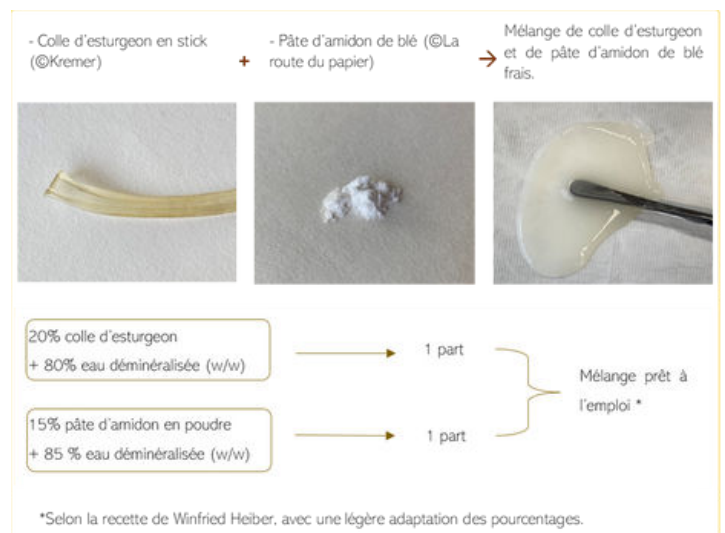 - Colle d'esturgeon en stick
(©Kremer)
+
- Pâte d'amidon de blé (©La
route du papier)
→
Mélange de colle d'esturgeon
et de pâte d'amidon de blé
frais.
20% colle d'esturgeon
+ 80% eau déminéralisée (w/w)
1 part
15% pâte d'amidon en poudre
+ 85 % eau déminéralisée (w/w)
1 part
Mélange prêt à
l'emploi *
*Selon la recette de Winfried Heiber, avec une légère adaptation des pourcentages.